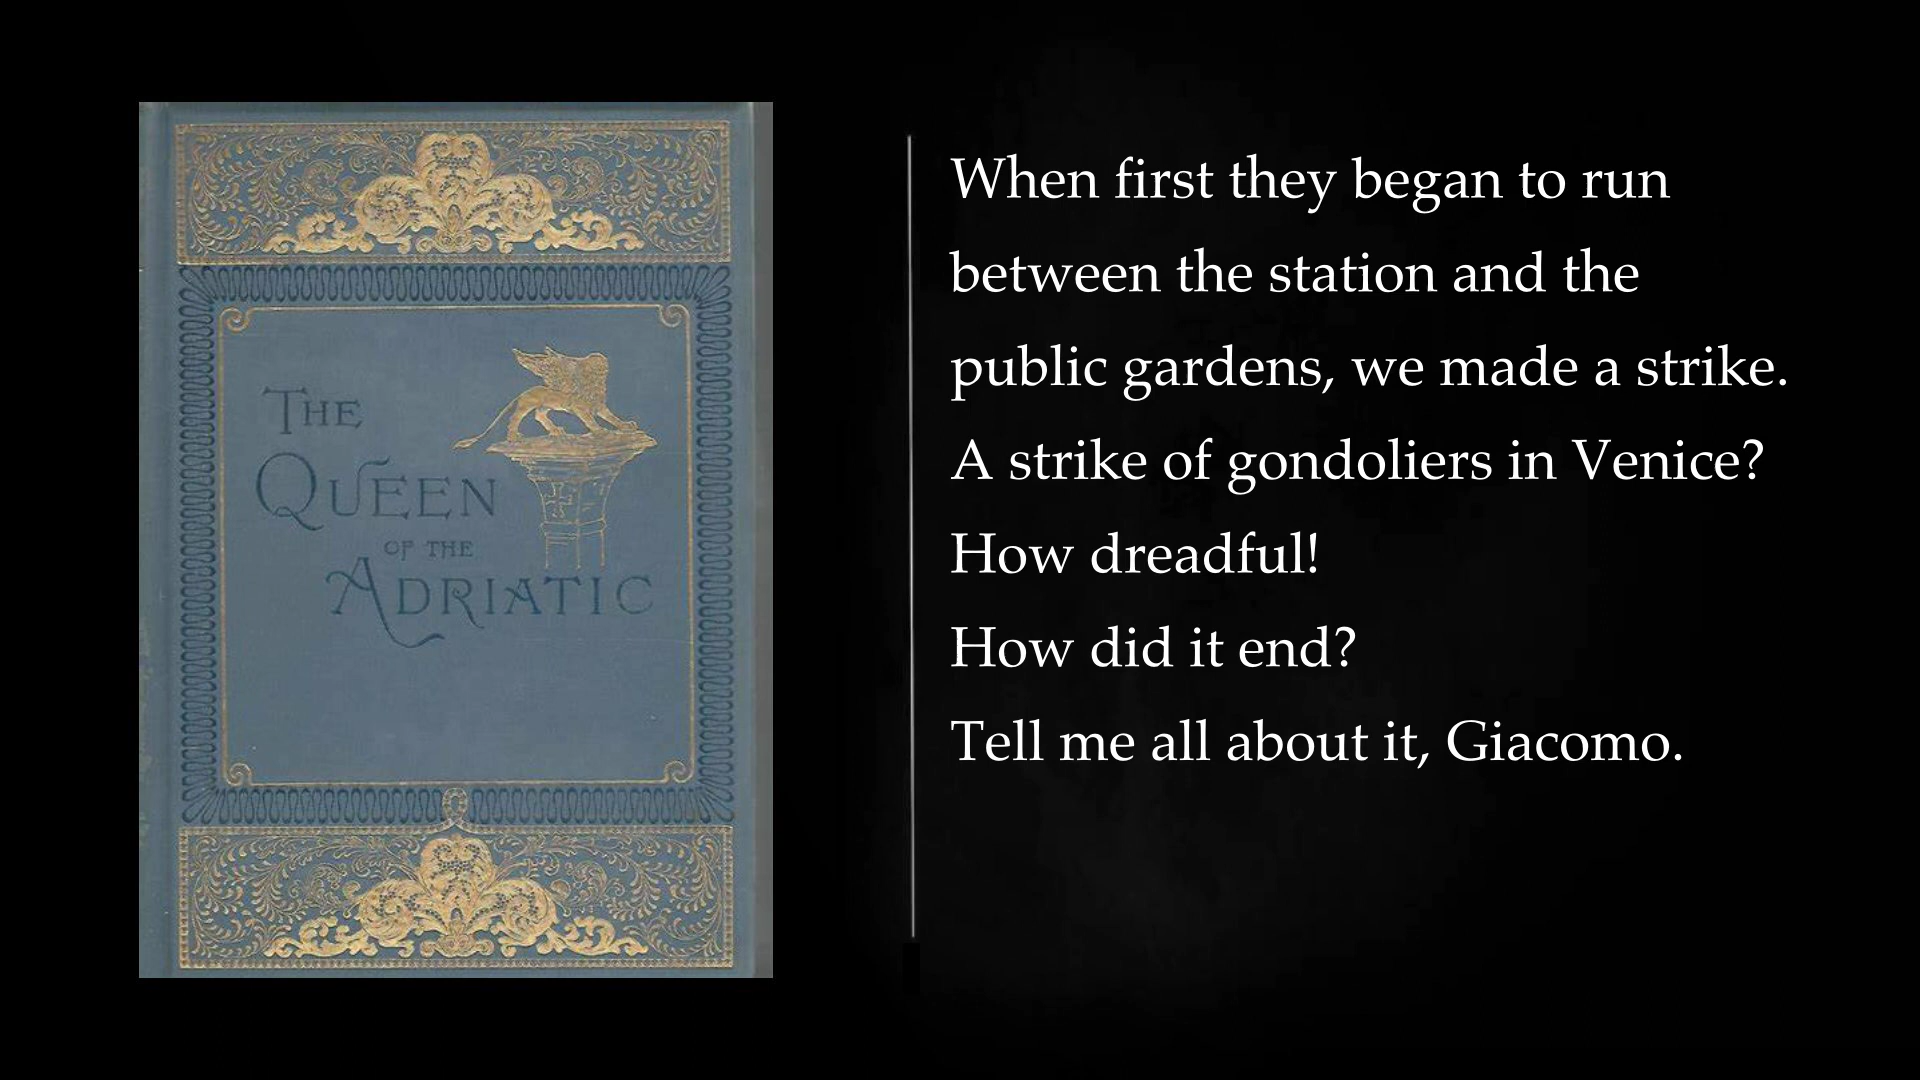 THE
QUEEN
OF THE
ADRIATIC
When first they began to run
between the station and the
public gardens, we made a strike.
A strike of gondoliers in Venice?
How dreadful!
How did it end?
Tell me all about it, Giacomo.